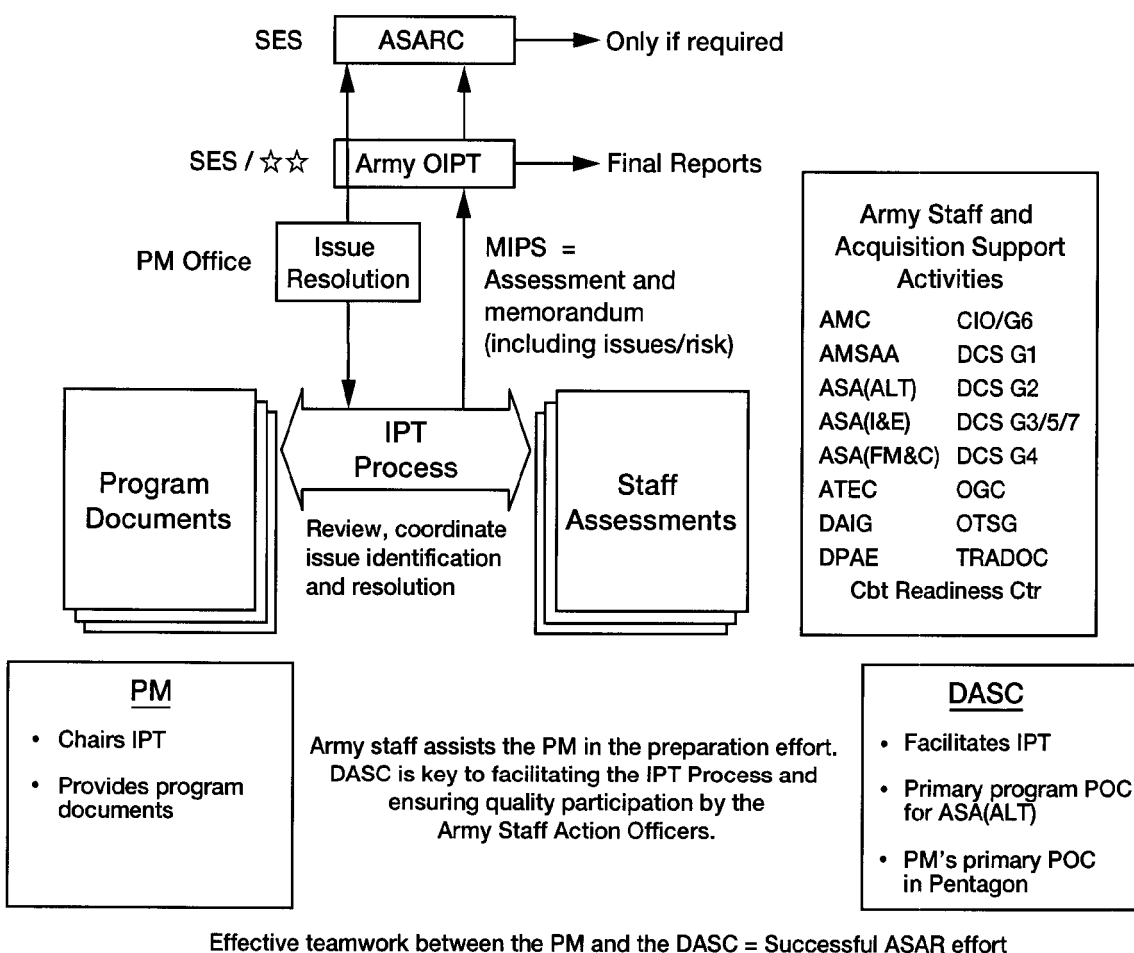 SES
ASARC
Only if required
SES / ☆☆
Army OIPT
Final Reports
PM Office
Issue
Resolution
MIPS =
Assessment and
memorandum
(including issues/risk)
Program
Documents
IPT
Process
Review, coordinate
issue identification
and resolution
Staff
Assessments
Army Staff and
Acquisition Support
Activities
AMC CIO/G6
AMSAA DCS G1
ASA(ALT) DCS G2
ASA(I&E) DCS G3/5/7
ASA(FM&C) DCS G4
ATEC OGC
DAIG OTSG
DPAE TRADOC
Cbt Readiness Ctr
PM
• Chairs IPT
• Provides program
documents
Army staff assists the PM in the preparation effort.
DASC is key to facilitating the IPT Process and
ensuring quality participation by the
Army Staff Action Officers.
DASC
• Facilitates IPT
• Primary program POC
for ASA(ALT)
• PM's primary POC
in Pentagon
Effective teamwork between the PM and the DASC = Successful ASAR effort